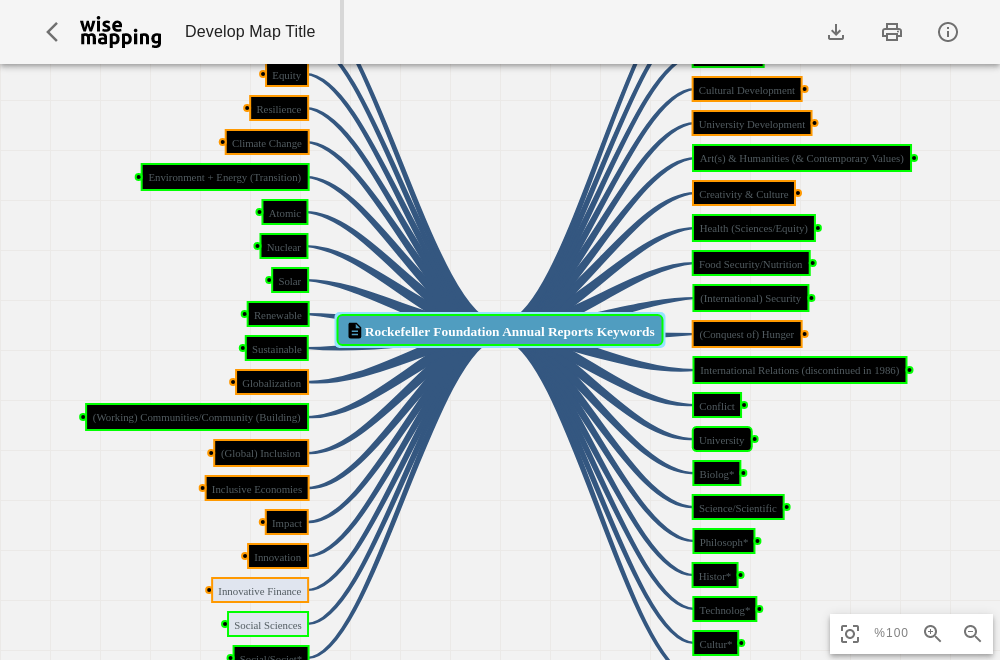 wise
mapping
Develop Map Title
Equity
Resilience
Climate Change
Environment + Energy (Transition)
Atomic
Nuclear
Solar
Renewable
Sustainable
Globalization
(Working) Communities/Community (Building)
(Global) Inclusion
Inclusive Economies
Impact
Innovation
Innovative Finance
Social Sciences
Social/Societ*
Rockefeller Foundation Annual Reports Keywords
Cultural Development
University Development
Art(s) & Humanities (& Contemporary Values)
Creativity & Culture
Health (Sciences/Equity)
Food Security/Nutrition
(International) Security
(Conquest of) Hunger
International Relations (discontinued in 1986)
Conflict
University
Biolog*
Science/Scientific
Philosoph*
Histor*
Technolog*
Cultur*
%100